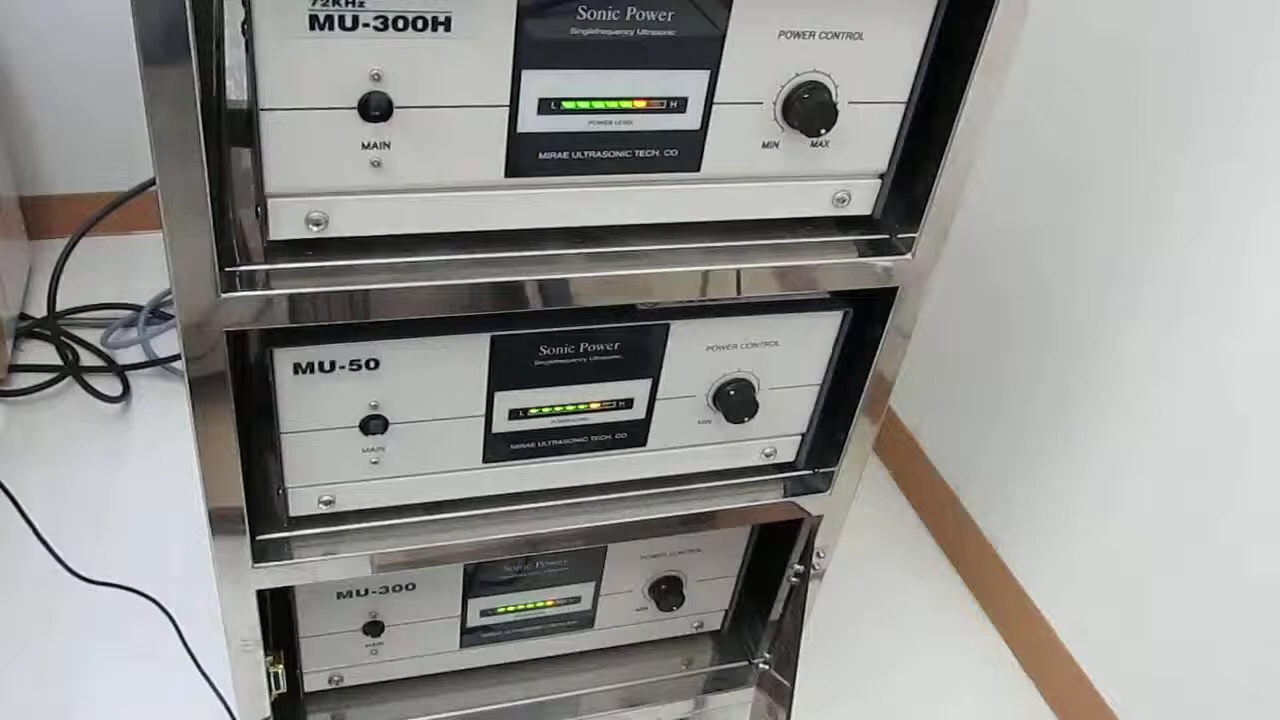 72KHz
MU-300H
MAIN
Sonic Power
Singlefrequency Ultrasonic
L H
POWER LEVEL
MIRAE ULTRASONIC TECH. CO
POWER CONTROL
MIN MAX
MU-50
MAIN
Sonic Power
Singlefrequency Ultrasonic
L H
MIRAE ULTRASONIC TECH. CO
POWER CONTROL
MIN
MU-300
MAIN
Sonic Power
POWER CONTROL
MIN